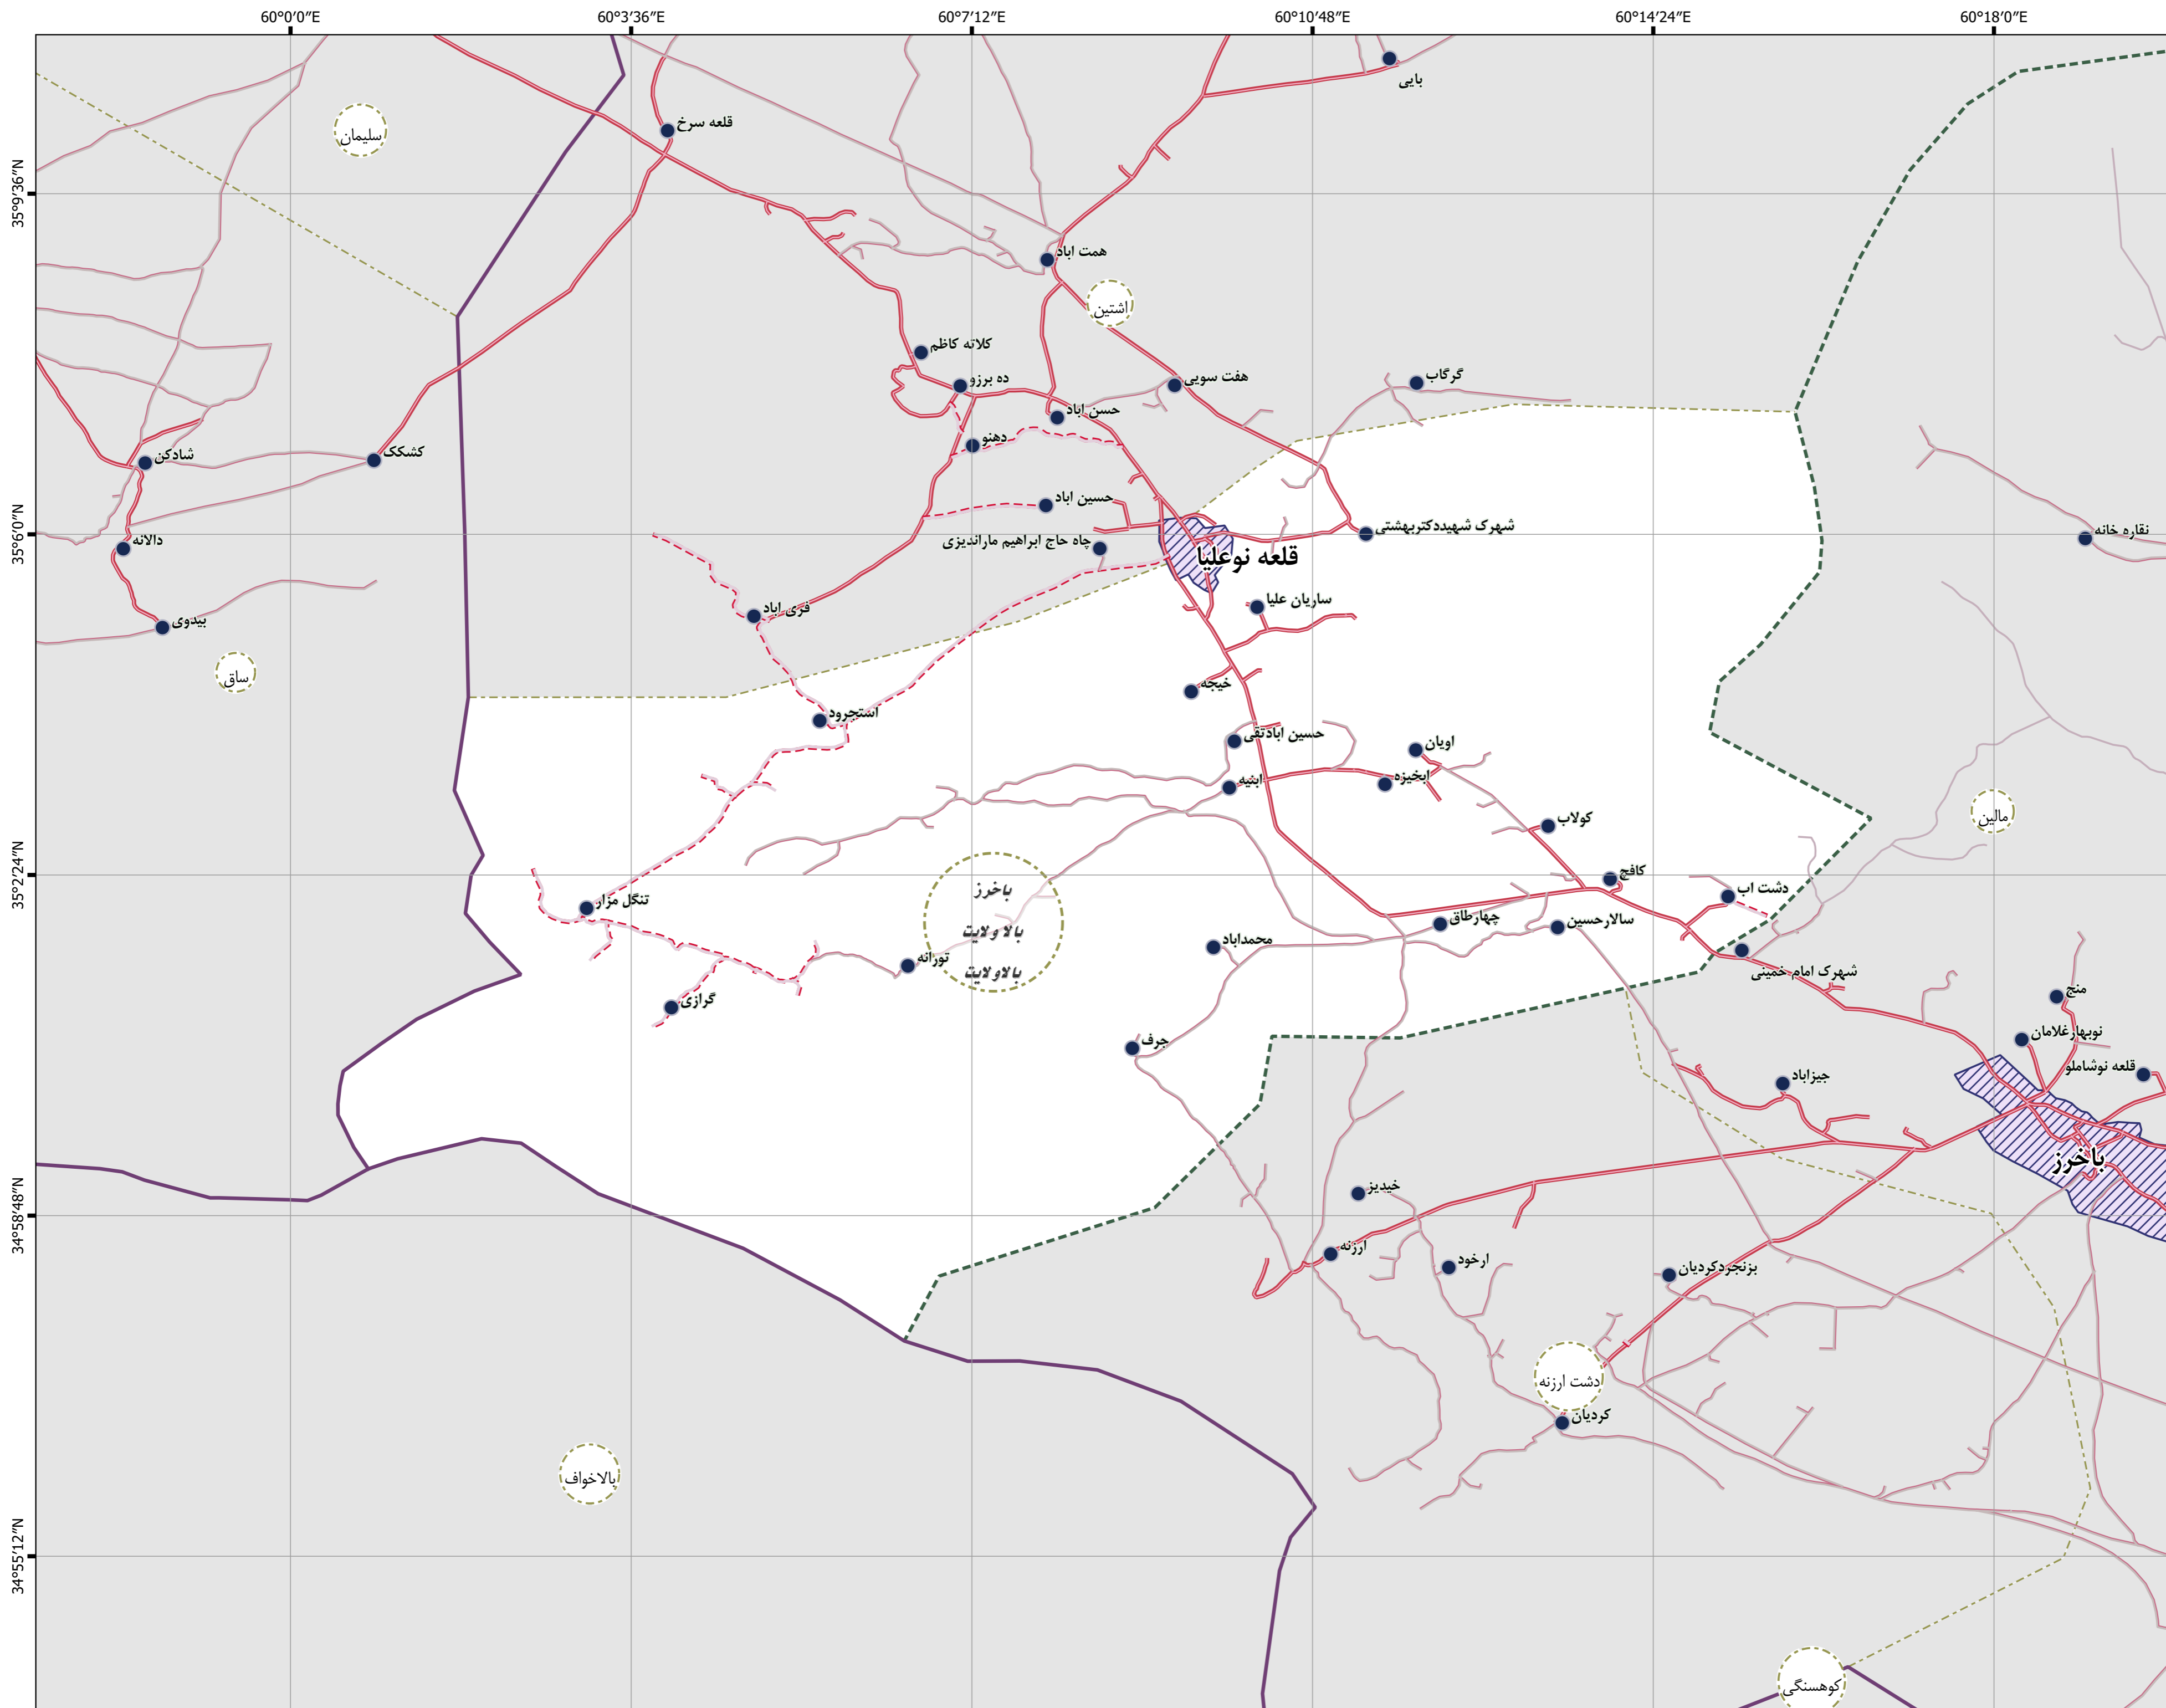 60°0'0"E
60°3'36"E
60°7'12"E
60°10'48"E
60°14'24"E
60°18'0"E
35°9'36"N
35°6'0"N
35°2'24"N
34°58'48"N
34°55'12"N
بایی
قلعه سرخ
سلیمان
همت اباد
اشتین
کلاته کاظم
ده برزو
هفت سویی
گرگاب
حسن اباد
دهنو
شادکن
کشکک
حسین اباد
شهرک شهیددکتربهشتی
نقاره خانه
دالانه
چاه حاج ابراهیم ماراندیزی
قلعه نوعلیا
ساریان علیا
فری اباد
بیدوی
ساق
خیجه
استجرود
حسین ابادتقی
اویان
ابنیه
ابخیزه
کولاب
مالین
کافچ
باخرز
بالا ولایت
بالاولایت
دشت اب
تنگل مزار
چهارطاق
سالارحسین
محمداباد
تورانه
شهرک امام خمینی
گرازی
منج
جرف
نوبهارغلامان
قلعه نوشاملو
جیزاباد
باخرز
خیدیز
ارزنه
ارخود
بزنجردکردیان
دشت ارزنه
کردیان
بالاخواف
کوهسنگی